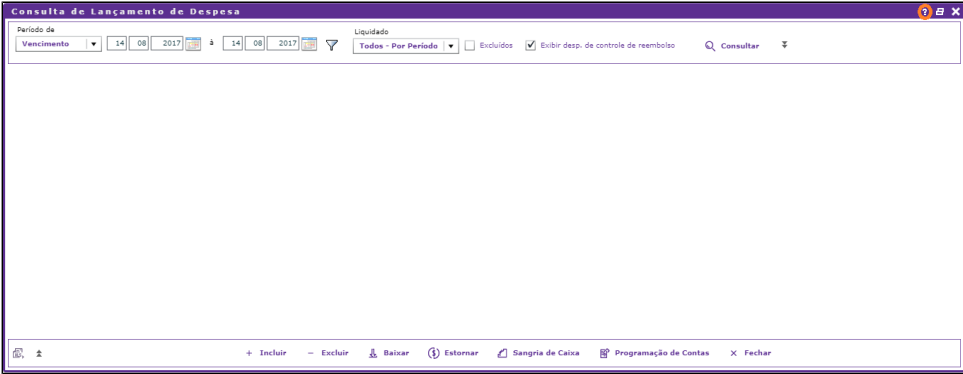 Consulta de Lançamento de Despesa
Período de
Liquidado
Vencimento 14 08 2017 à 14 08 2017 Todos - Por Período Excluídos Exibir desp. de controle de reembolso Consultar
+ Incluir − Excluir Baixar Estornar Sangria de Caixa Programação de Contas X Fechar